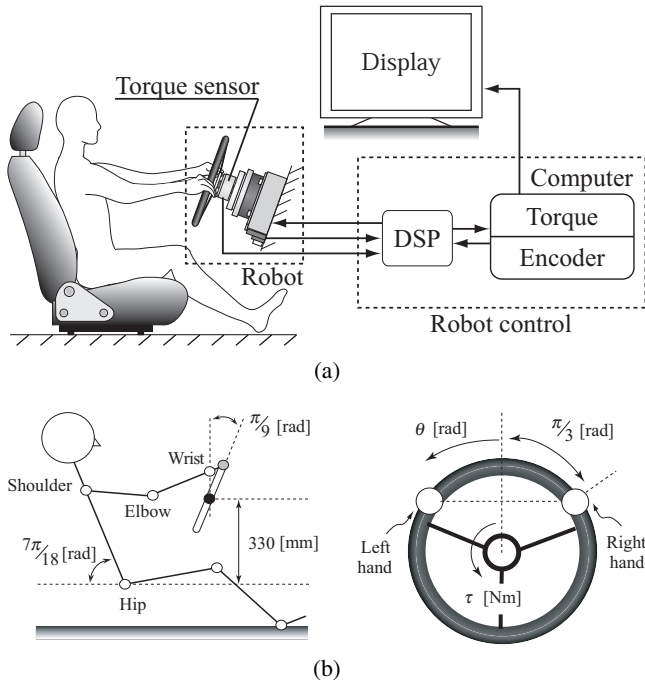 Display
Torque sensor
Computer
Torque
DSP
Encoder
Robot
Robot control
(a)
π/9 [rad]
θ [rad]
π/3 [rad]
Wrist
Shoulder
Elbow
330 [mm]
7π/18 [rad]
Hip
Left
hand
Right
hand
τ [Nm]
(b)